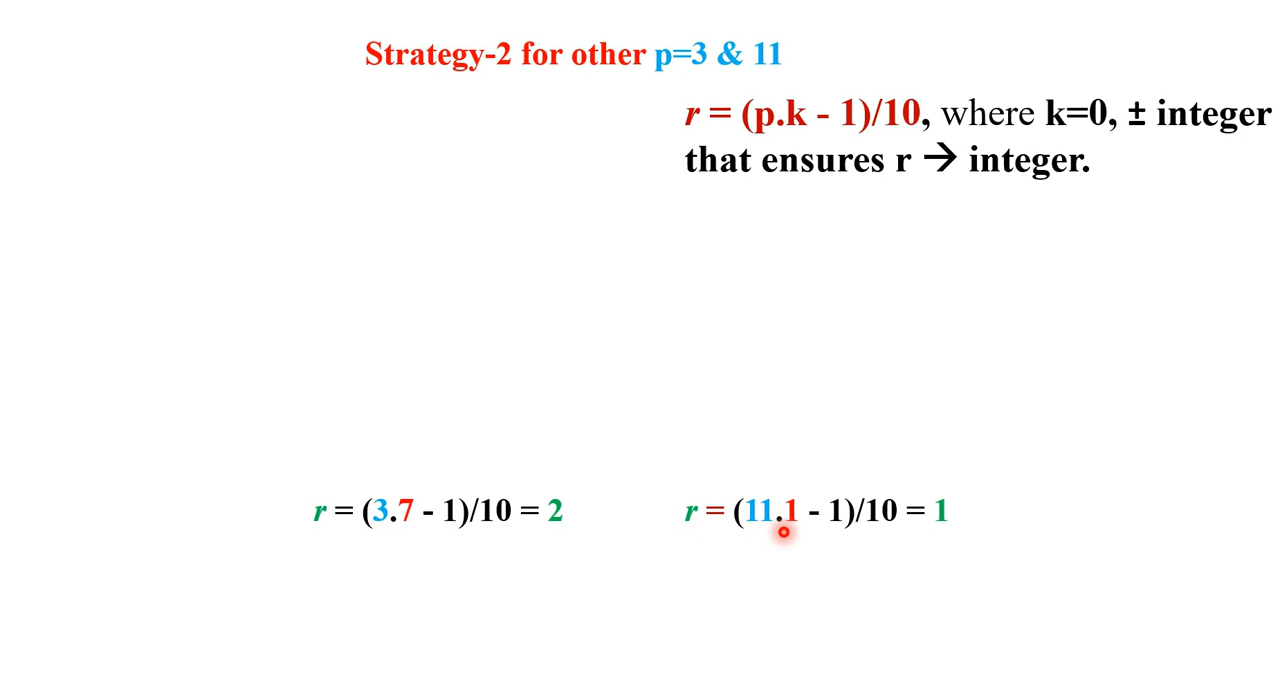 Strategy-2 for other p=3 & 11
r = (p.k - 1)/10, where k=0, ± integer
that ensures r → integer.
r = (3.7 - 1)/10 = 2
r = (11.1 - 1)/10 = 1